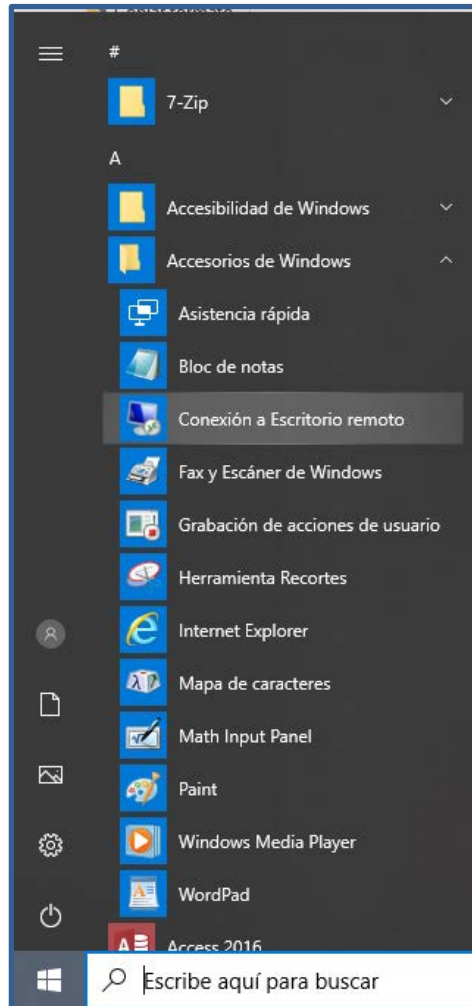 Copiar formato
#
7-Zip
A
Accesibilidad de Windows
Accesorios de Windows
Asistencia rápida
Bloc de notas
Conexión a Escritorio remoto
Fax y Escáner de Windows
Grabación de acciones de usuario
Herramienta Recortes
Internet Explorer
Mapa de caracteres
Math Input Panel
Paint
Windows Media Player
WordPad
Access 2016
Escribe aquí para buscar